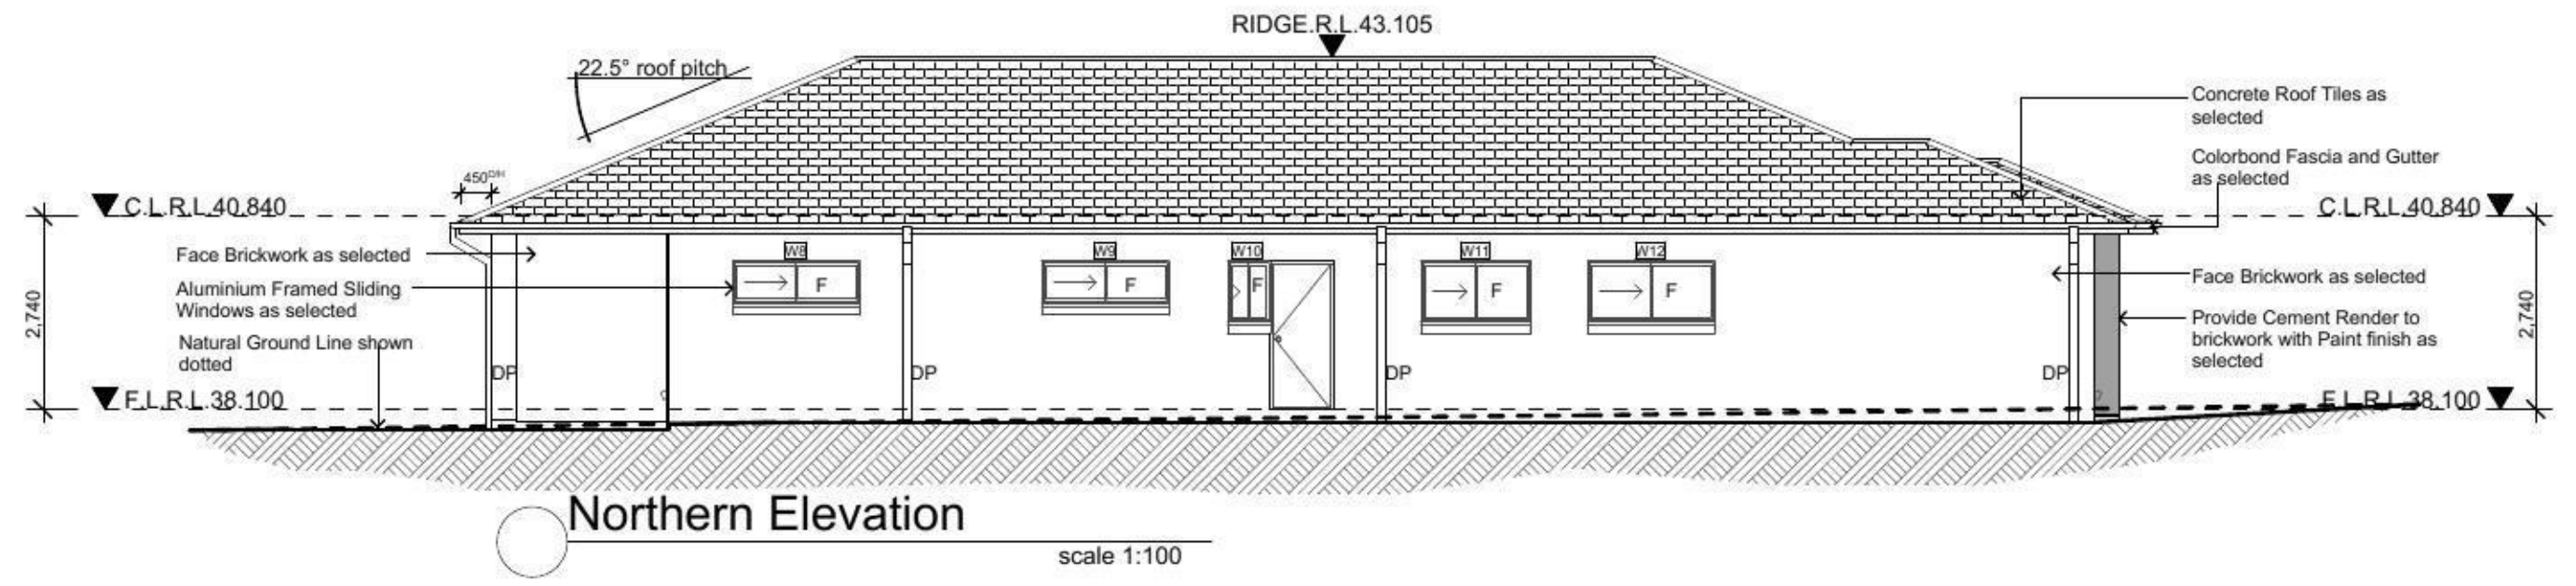 RIDGE.R.L.43.105
22.5° roof pitch
Concrete Roof Tiles as
selected
Colorbond Fascia and Gutter
as selected
450 O/H
C.L.R.L.40.840
C.L.R.L.40.840
Face Brickwork as selected
W8
W9
W10
W11
W12
Face Brickwork as selected
Aluminium Framed Sliding
Windows as selected
F
F
F
F
F
2,740
2,740
Provide Cement Render to
brickwork with Paint finish as
selected
Natural Ground Line shown
dotted
DP
DP
DP
DP
F.L.R.L.38.100
F.L.R.L.38.100
Northern Elevation
scale 1:100